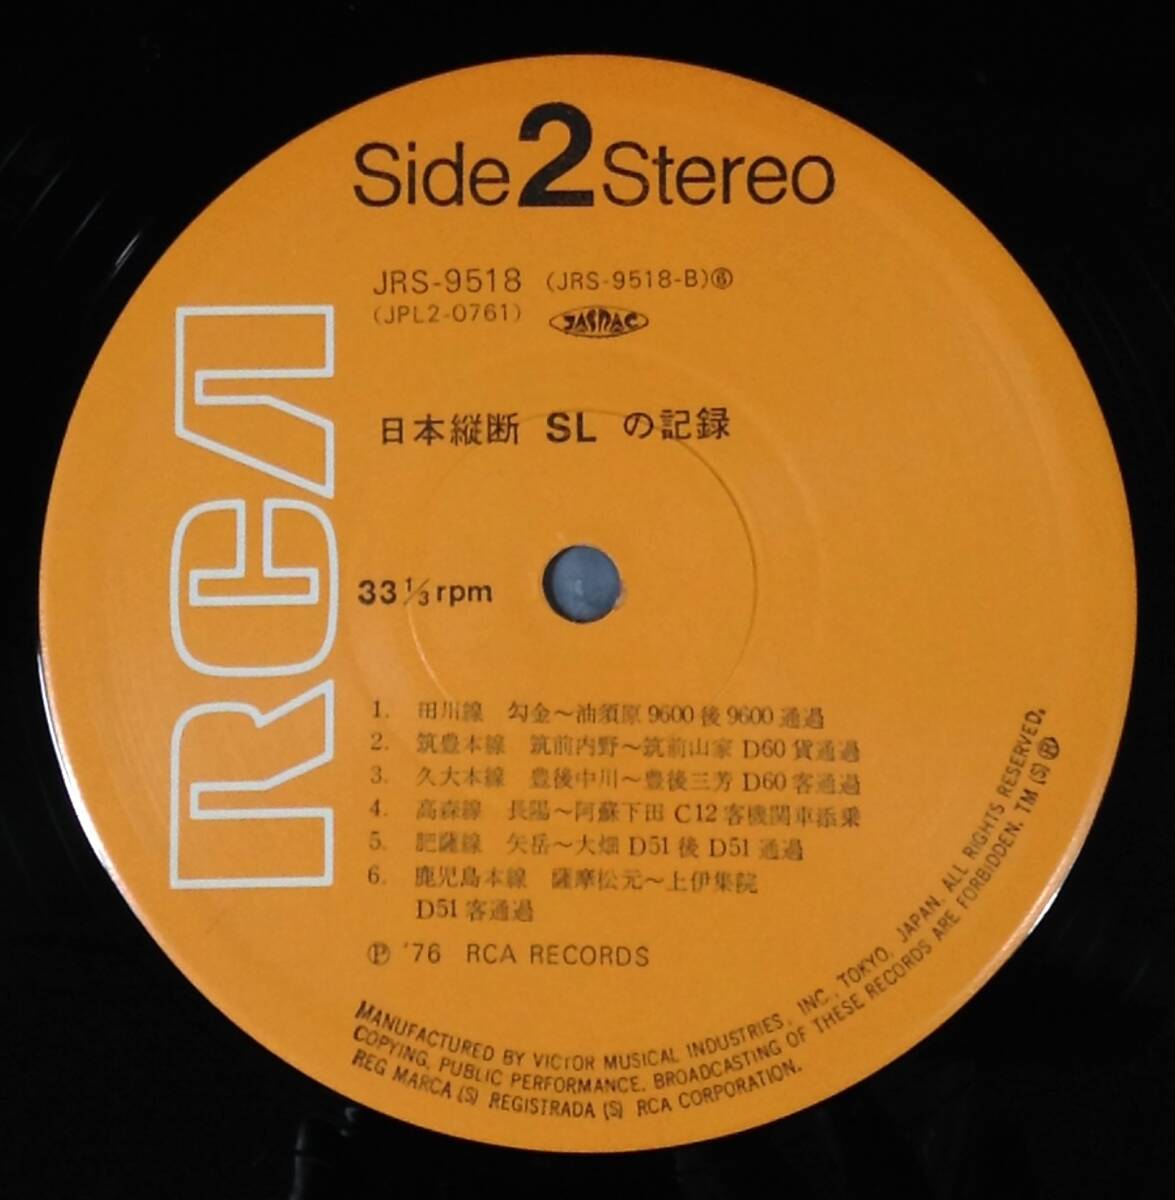 Side 2 Stereo
JRS-9518 (JRS-9518-B)⑥
(JPL2-0761) JASRAC
日本縦断 SL の記録
RCA
33 1/3 rpm
1. 田川線 勾金〜油須原 9600 後 9600 通過
2. 筑豊本線 筑前内野〜筑前山家 D60 貨通過
3. 久大本線 豊後中川〜豊後三芳 D60 客通過
4. 高森線 長陽〜阿蘇下田 C12 客機関車添乗
5. 肥薩線 矢岳〜大畑 D51 後 D51 通過
6. 鹿児島本線 薩摩松元〜上伊集院
D51 客通過
Ⓟ '76 RCA RECORDS
MANUFACTURED BY VICTOR MUSICAL INDUSTRIES, INC., TOKYO, JAPAN. ALL RIGHTS RESERVED.
COPYING, PUBLIC PERFORMANCE, BROADCASTING OF THESE RECORDS ARE FORBIDDEN. TM (S) Ⓡ
REG MARCA (S) REGISTRADA (S) RCA CORPORATION.